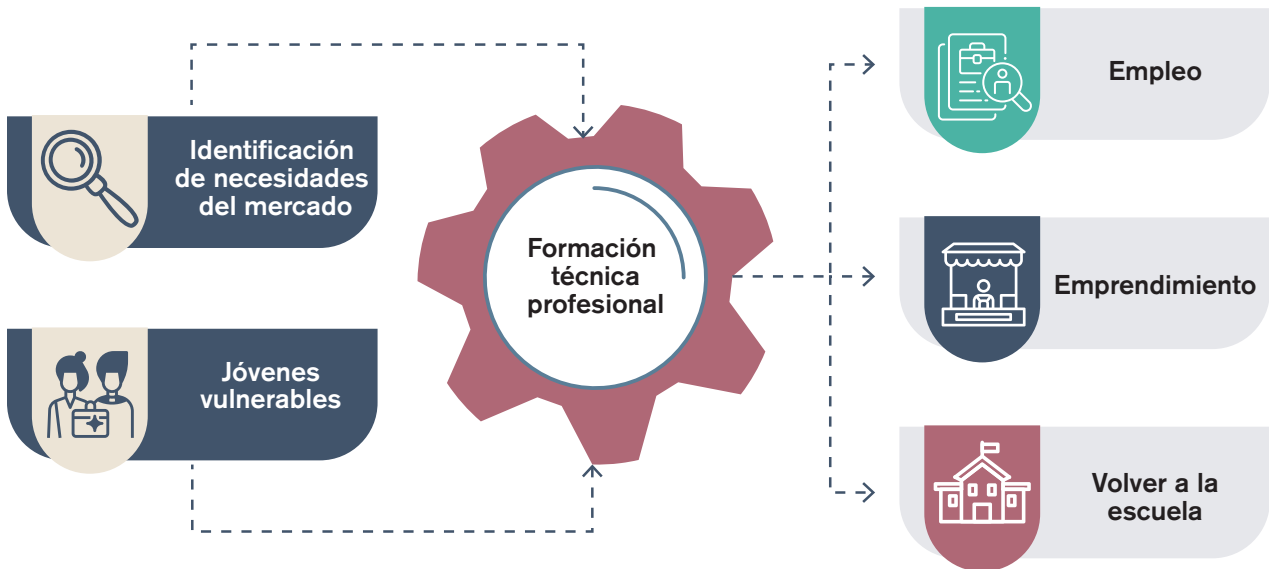 Identificación
de necesidades
del mercado
Jóvenes
vulnerables
Formación
técnica
profesional
Empleo
Emprendimiento
Volver a la
escuela